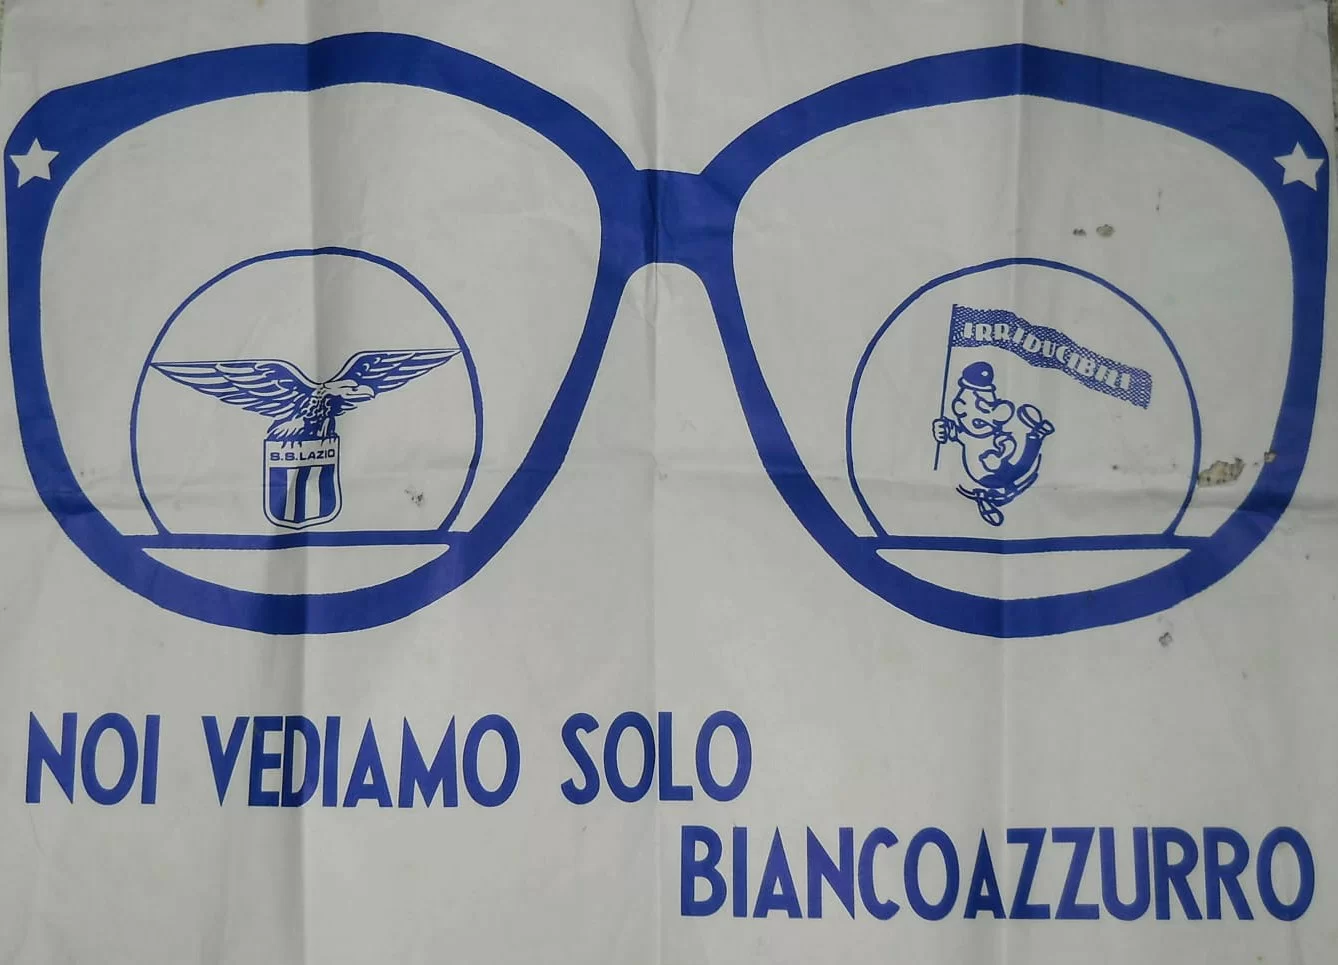 S.S.LAZIO
IRRIDUCIBILI
NOI VEDIAMO SOLO
BIANCOAZZURRO